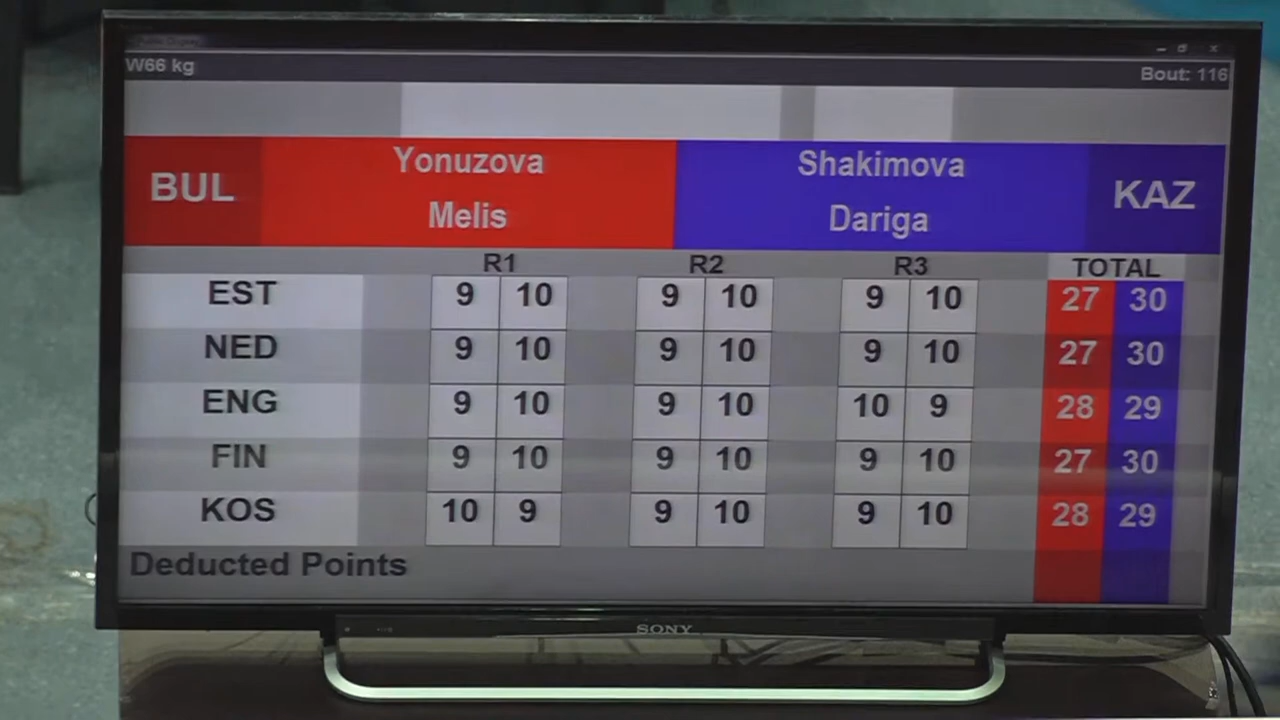 W66 kg Bout: 116
BUL Yonuzova Melis Shakimova Dariga KAZ
R1 R2 R3 TOTAL
EST 9 10 9 10 9 10 27 30
NED 9 10 9 10 9 10 27 30
ENG 9 10 9 10 10 9 28 29
FIN 9 10 9 10 9 10 27 30
KOS 10 9 9 10 9 10 28 29
Deducted Points
SONY